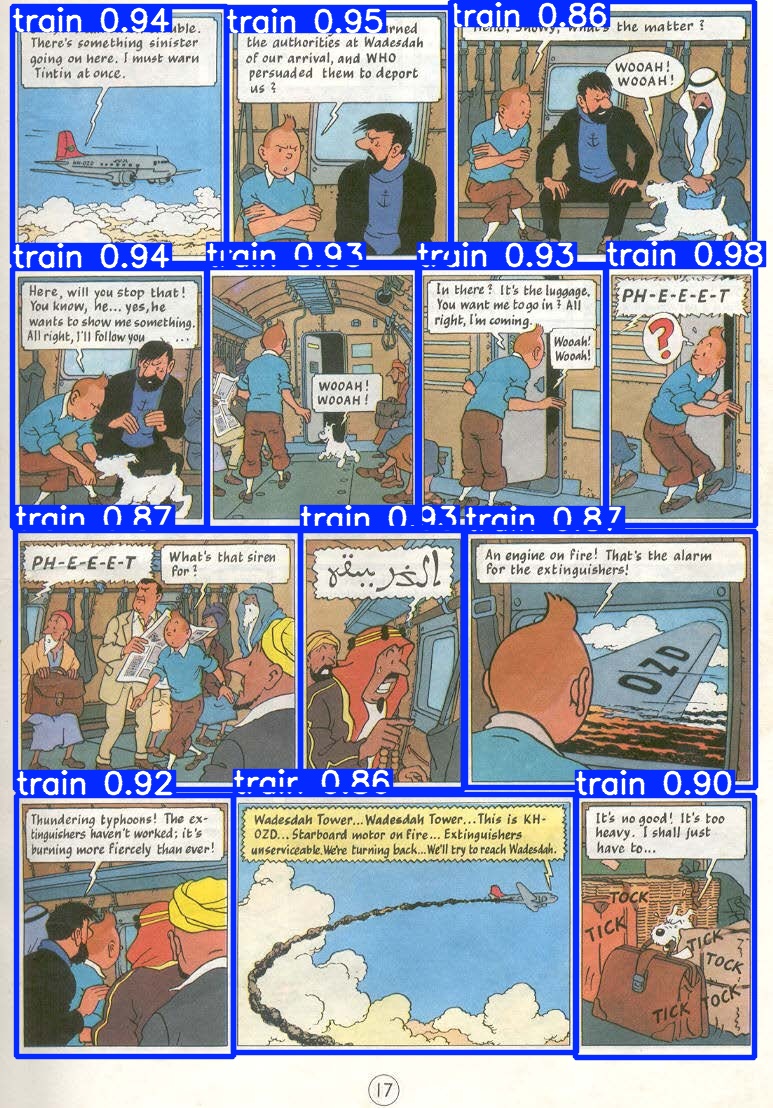 train 0.94
ble.
There's something sinister
going on here. I must warn
Tintin at once.
train 0.95
the authorities at Wadesdah
of our arrival, and WHO
persuaded them to deport
us?
train 0.86
Hello, Snowy, what's the matter?
WOOAH!
WOOAH!
train 0.94
Here, will you stop that!
You know, he... yes, he
wants to show me something.
All right, I'll follow you ...
train 0.93
WOOAH!
WOOAH!
train 0.93
In there? It's the luggage.
You want me to go in? All
right, I'm coming.
Wooah!
Wooah!
train 0.98
PH-E-E-E-T
?
train 0.87
PH-E-E-E-T
What's that siren
for?
train 0.93
train 0.87
An engine on fire! That's the alarm
for the extinguishers!
OZD
train 0.92
Thundering typhoons! The ex-
tinguishers haven't worked; it's
burning more fiercely than ever!
train 0.86
Wadesdah Tower... Wadesdah Tower... This is KH-
OZD... Starboard motor on fire... Extinguishers
unserviceable. We're turning back... We'll try to reach Wadesdah.
train 0.90
It's no good! It's too
heavy. I shall just
have to...
TOCK
TICK
TICK
TOCK
TICK TOCK
17